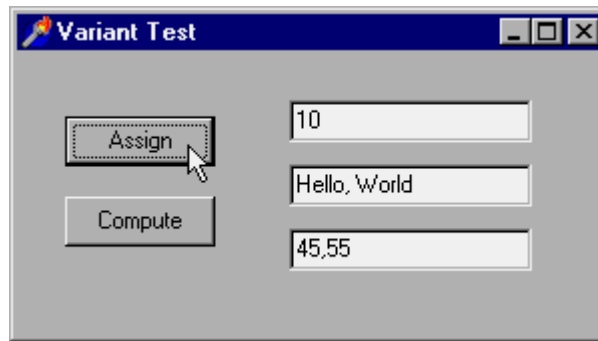 Variant Test
Assign
10
Hello, World
Compute
45,55